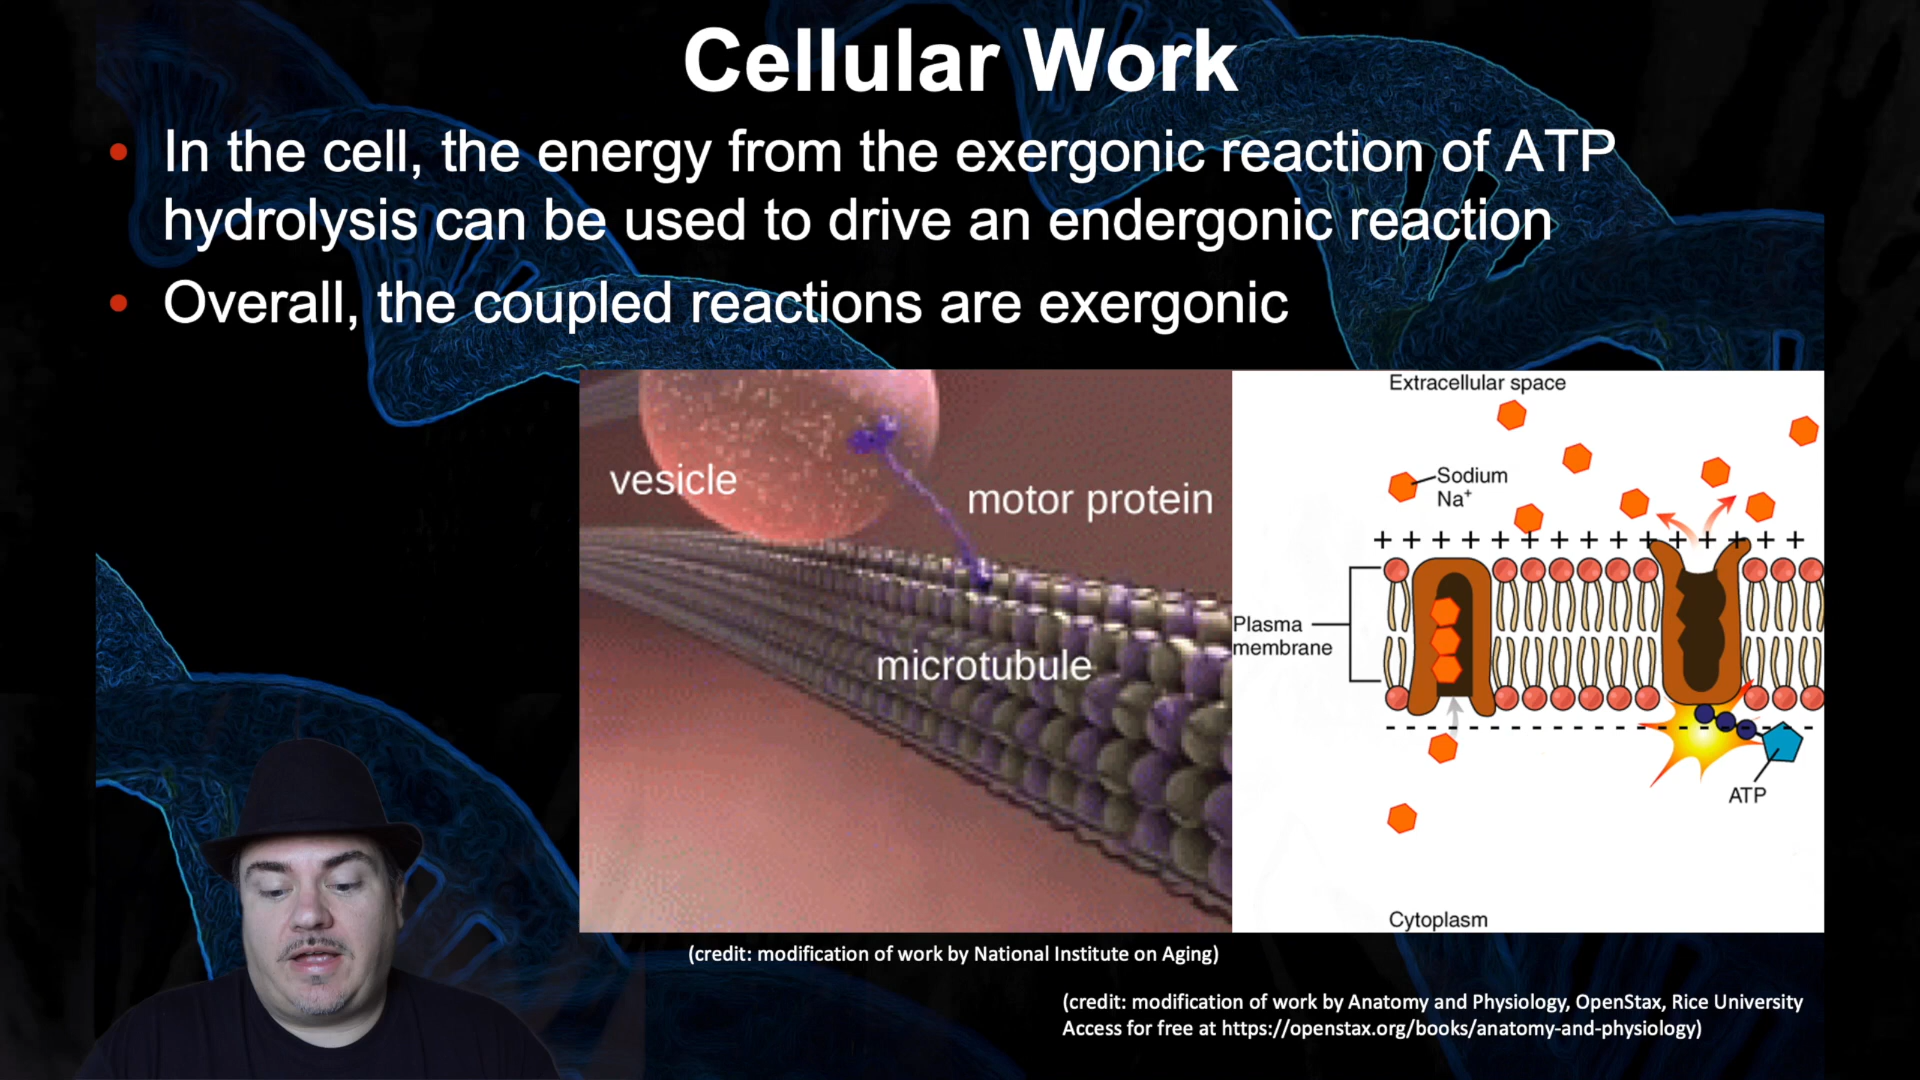 Cellular Work
• In the cell, the energy from the exergonic reaction of ATP
hydrolysis can be used to drive an endergonic reaction
• Overall, the coupled reactions are exergonic
vesicle
motor protein
microtubule
Extracellular space
Sodium
Na⁺
+ + + + + + + + + + + + + + +
Plasma
membrane
ATP
Cytoplasm
(credit: modification of work by National Institute on Aging)
(credit: modification of work by Anatomy and Physiology, OpenStax, Rice University
Access for free at https://openstax.org/books/anatomy-and-physiology)